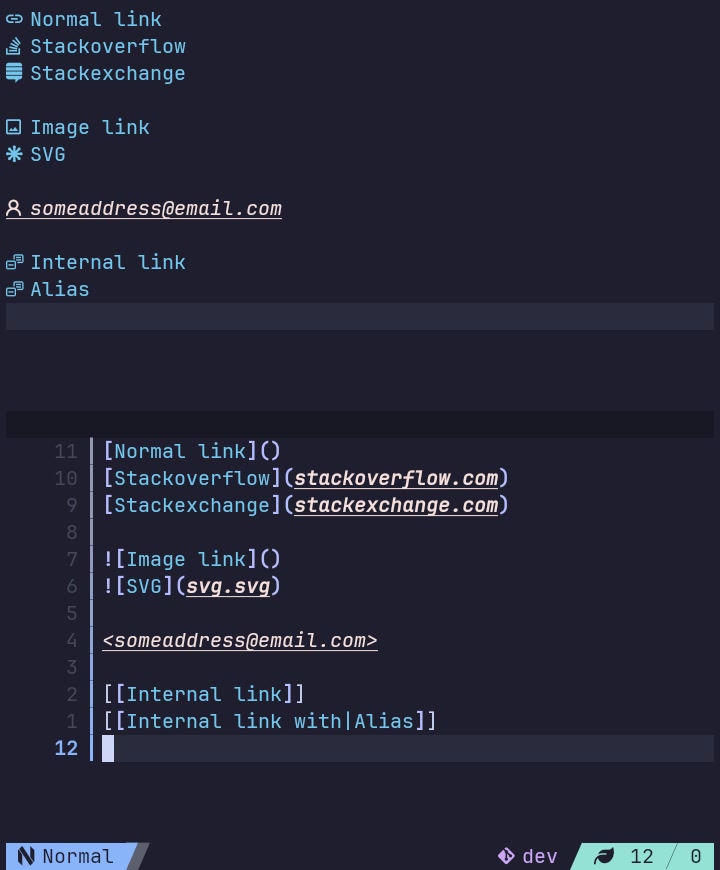 Normal link
Stackoverflow
Stackexchange
Image link
SVG
someaddress@email.com
Internal link
Alias
11 [Normal link]()
10 [Stackoverflow](stackoverflow.com)
9 [Stackexchange](stackexchange.com)
8
7 ![Image link]()
6 ![SVG](svg.svg)
5
4 <someaddress@email.com>
3
2 [[Internal link]]
1 [[Internal link with|Alias]]
12
Normal dev 12 / 0